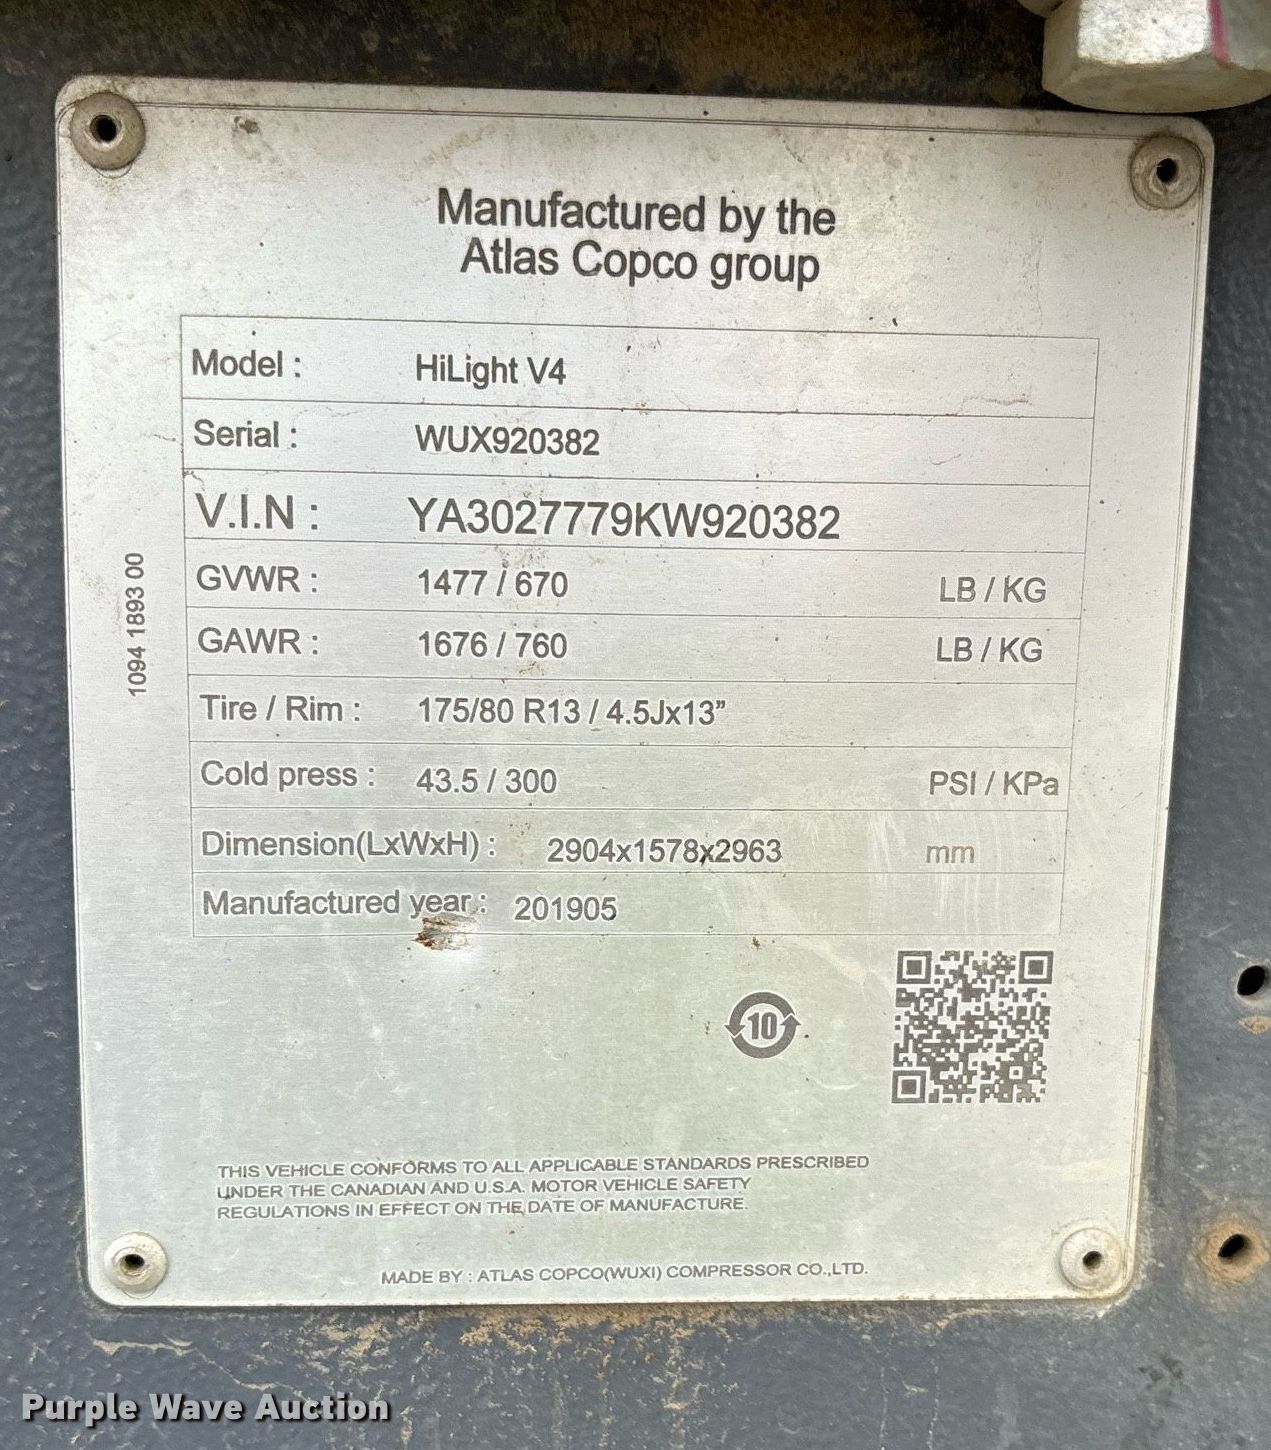 Manufactured by the
Atlas Copco group
Model : HiLight V4
Serial : WUX920382
V.I.N : YA3027779KW920382
GVWR : 1477 / 670 LB / KG
GAWR : 1676 / 760 LB / KG
Tire / Rim : 175/80 R13 / 4.5Jx13”
Cold press : 43.5 / 300 PSI / KPa
Dimension(LxWxH) : 2904x1578x2963 mm
Manufactured year : 201905
1094 1893 00
10
THIS VEHICLE CONFORMS TO ALL APPLICABLE STANDARDS PRESCRIBED
UNDER THE CANADIAN AND U.S.A. MOTOR VEHICLE SAFETY
REGULATIONS IN EFFECT ON THE DATE OF MANUFACTURE.
MADE BY : ATLAS COPCO(WUXI) COMPRESSOR CO.,LTD.
Purple Wave Auction